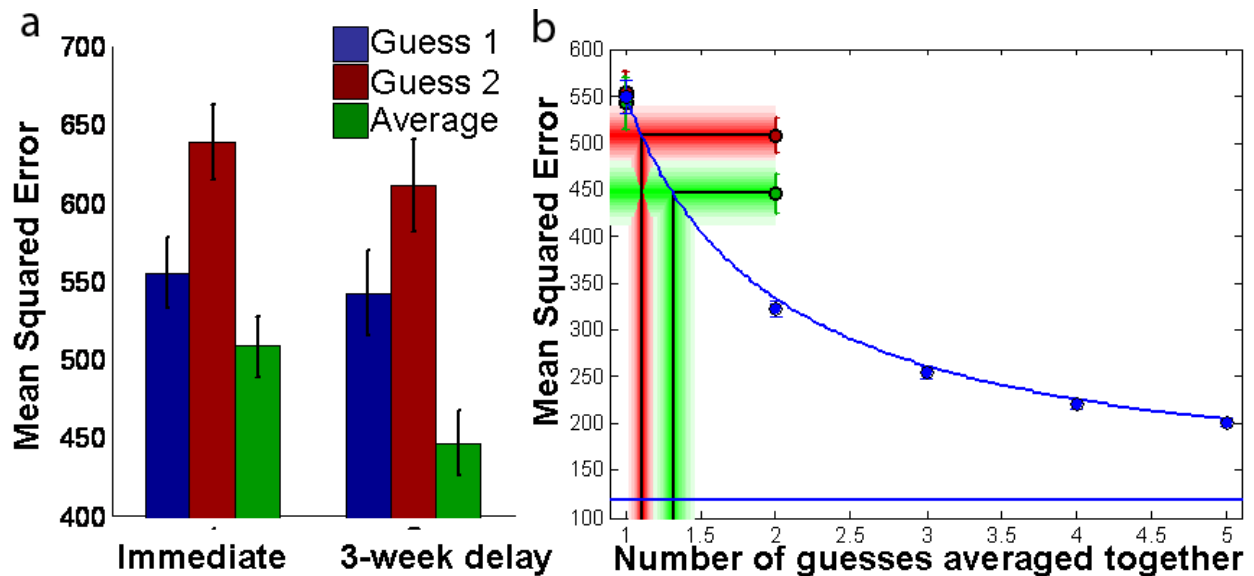 a
Mean Squared Error
700
650
600
550
500
450
400
Guess 1
Guess 2
Average
Immediate
3-week delay
b
Mean Squared Error
600
550
500
450
400
350
300
250
200
150
100
1 1.5 2 2.5 3 3.5 4 4.5 5
Number of guesses averaged together